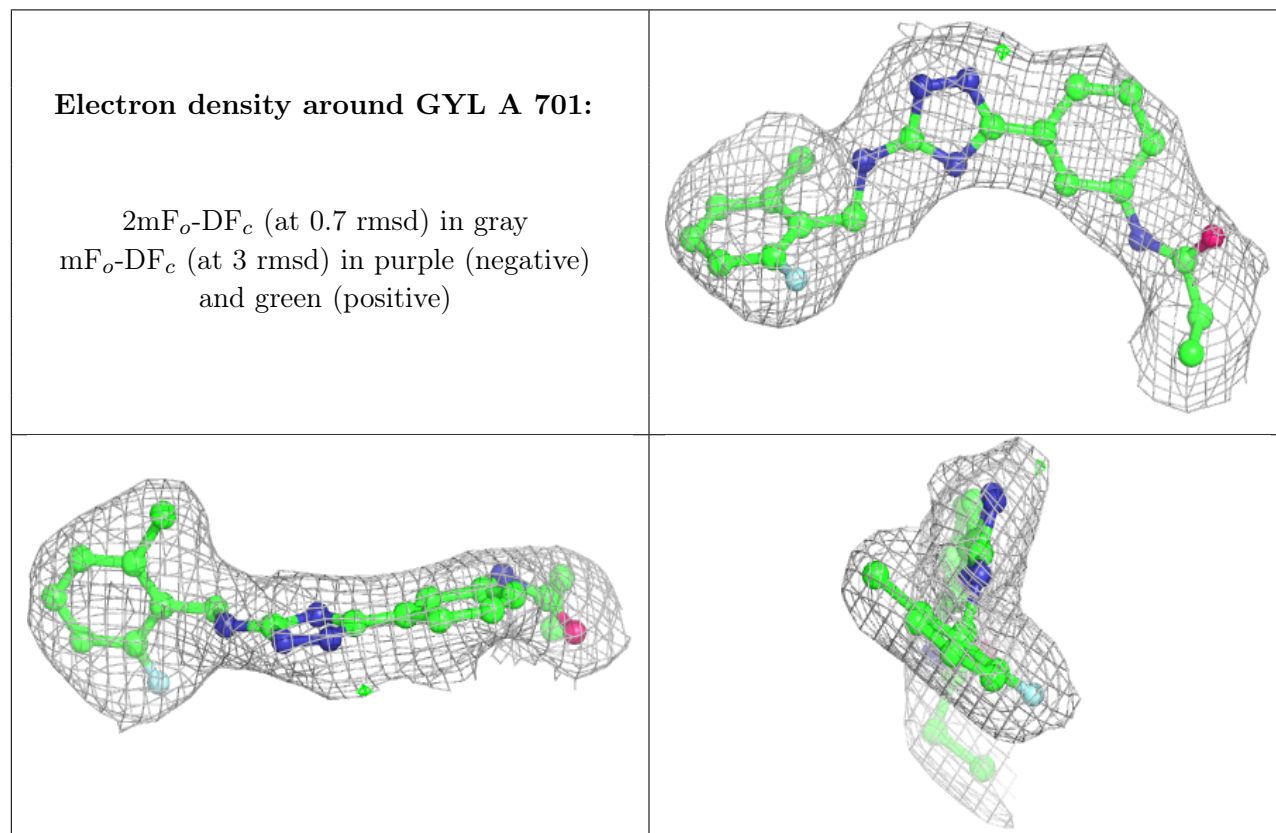 Electron density around GYL A 701:
2mFo-DFc (at 0.7 rmsd) in gray
mFo-DFc (at 3 rmsd) in purple (negative)
and green (positive)